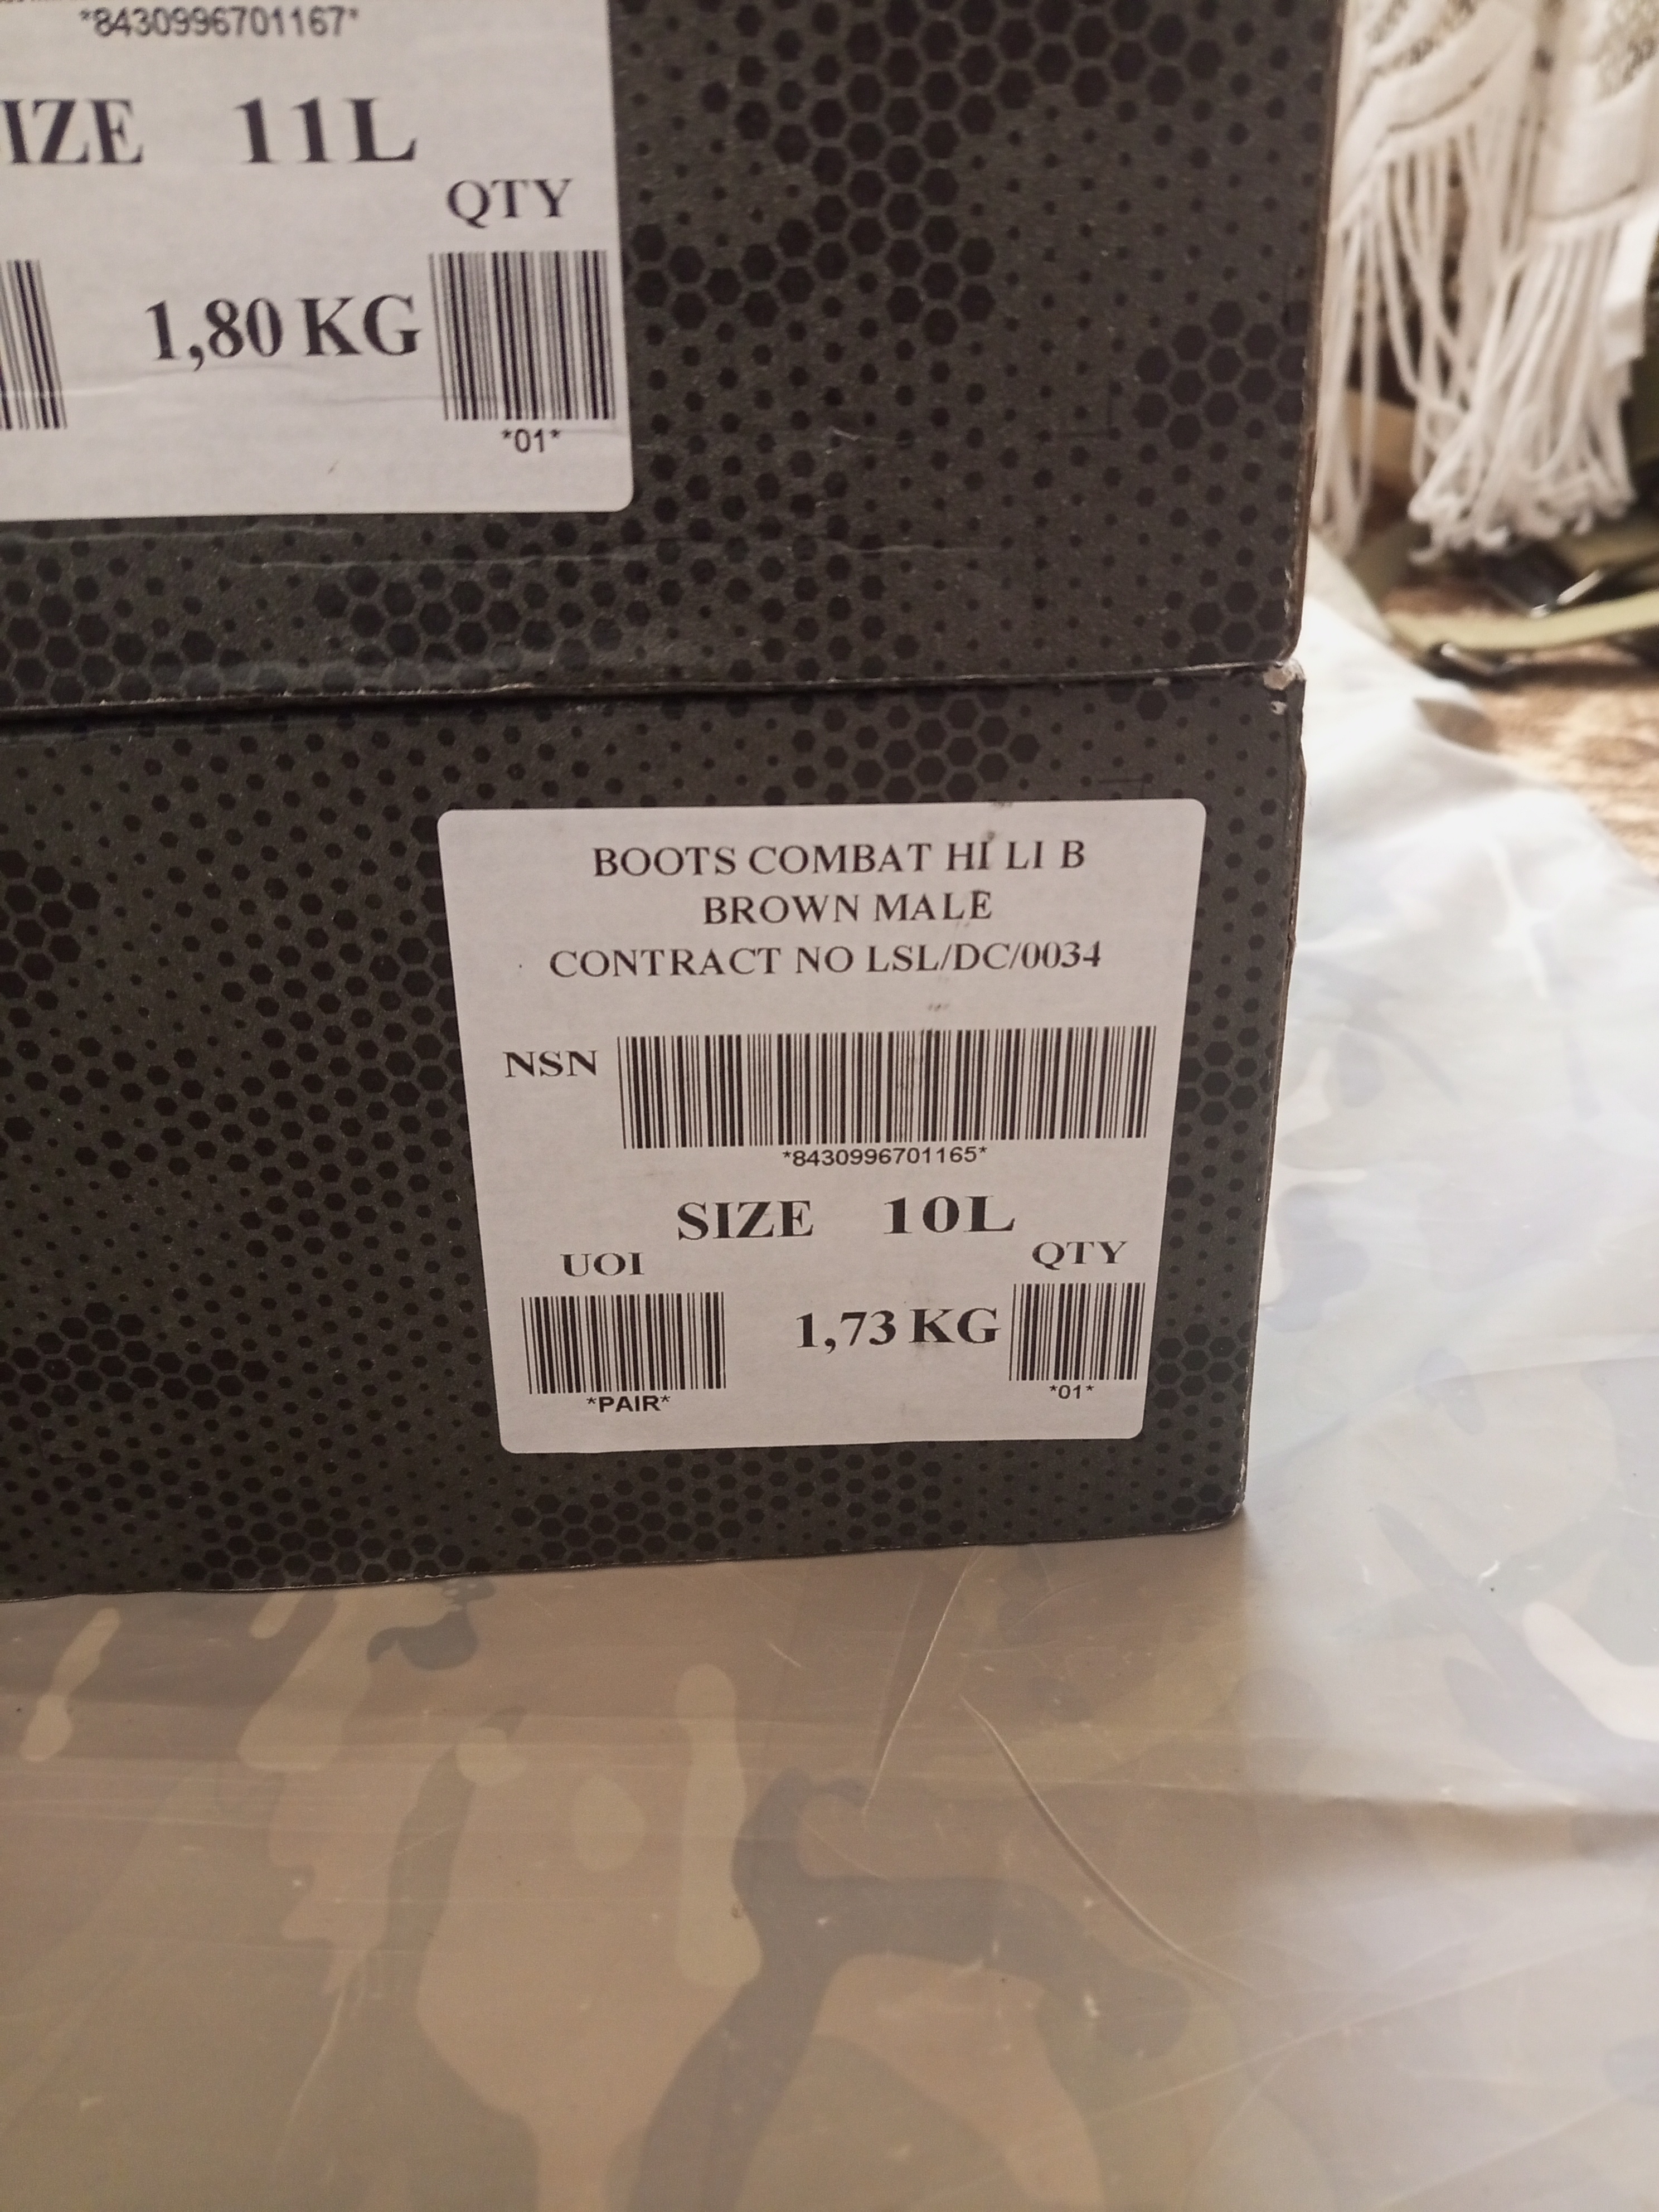 *8430996701167*
IZE 11L
QTY
1,80 KG
*01*
BOOTS COMBAT HI LI B
BROWN MALE
CONTRACT NO LSL/DC/0034
NSN
*8430996701165*
SIZE 10L
UOI
QTY
1,73 KG
*PAIR*
*01*